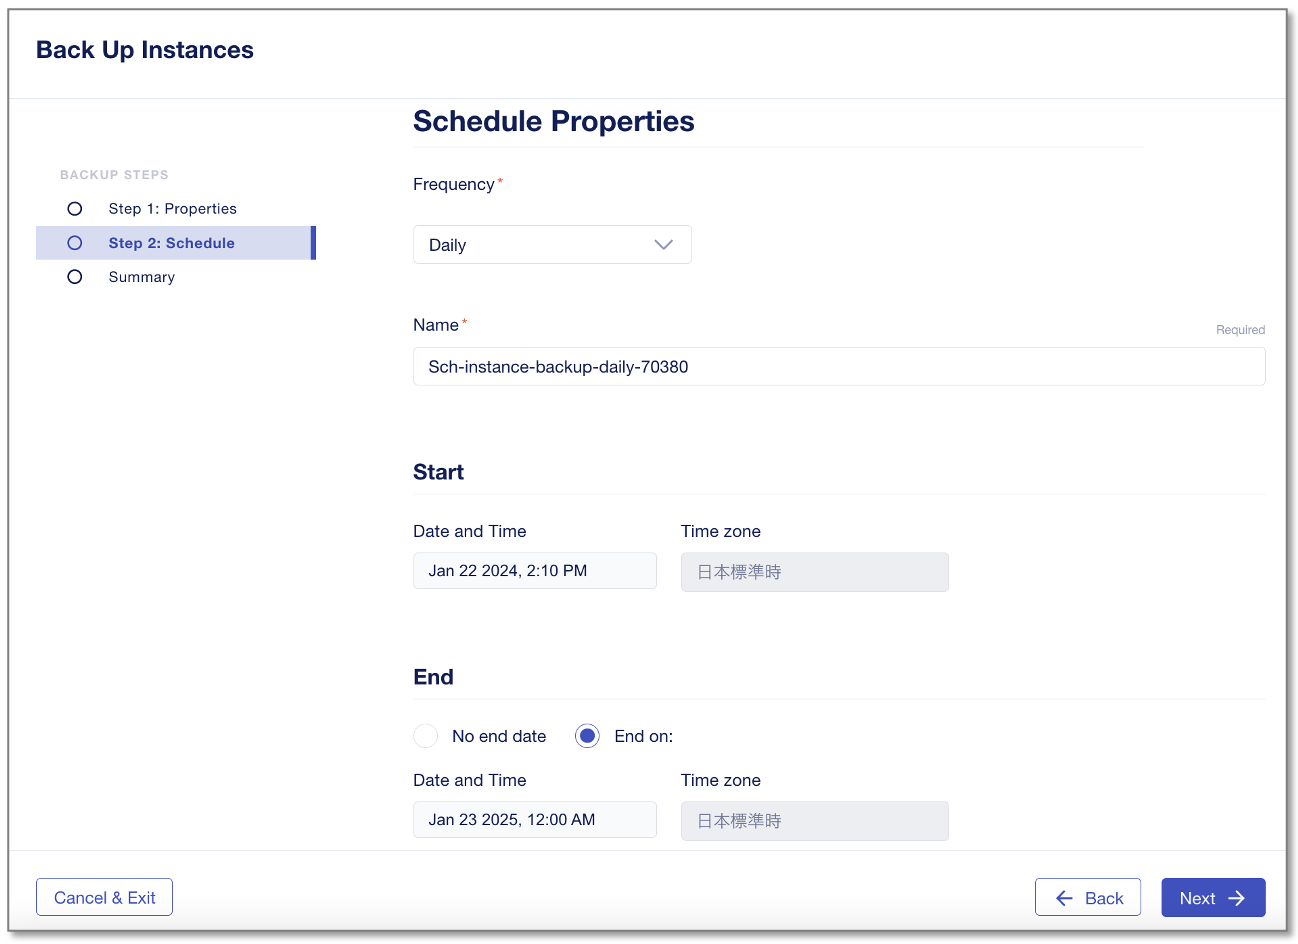 Back Up Instances
BACKUP STEPS
Step 1: Properties
Step 2: Schedule
Summary
Schedule Properties
Frequency*
Daily
Name*
Required
Sch-instance-backup-daily-70380
Start
Date and Time
Time zone
Jan 22 2024, 2:10 PM
日本標準時
End
No end date
End on:
Date and Time
Time zone
Jan 23 2025, 12:00 AM
日本標準時
Cancel & Exit
Back
Next